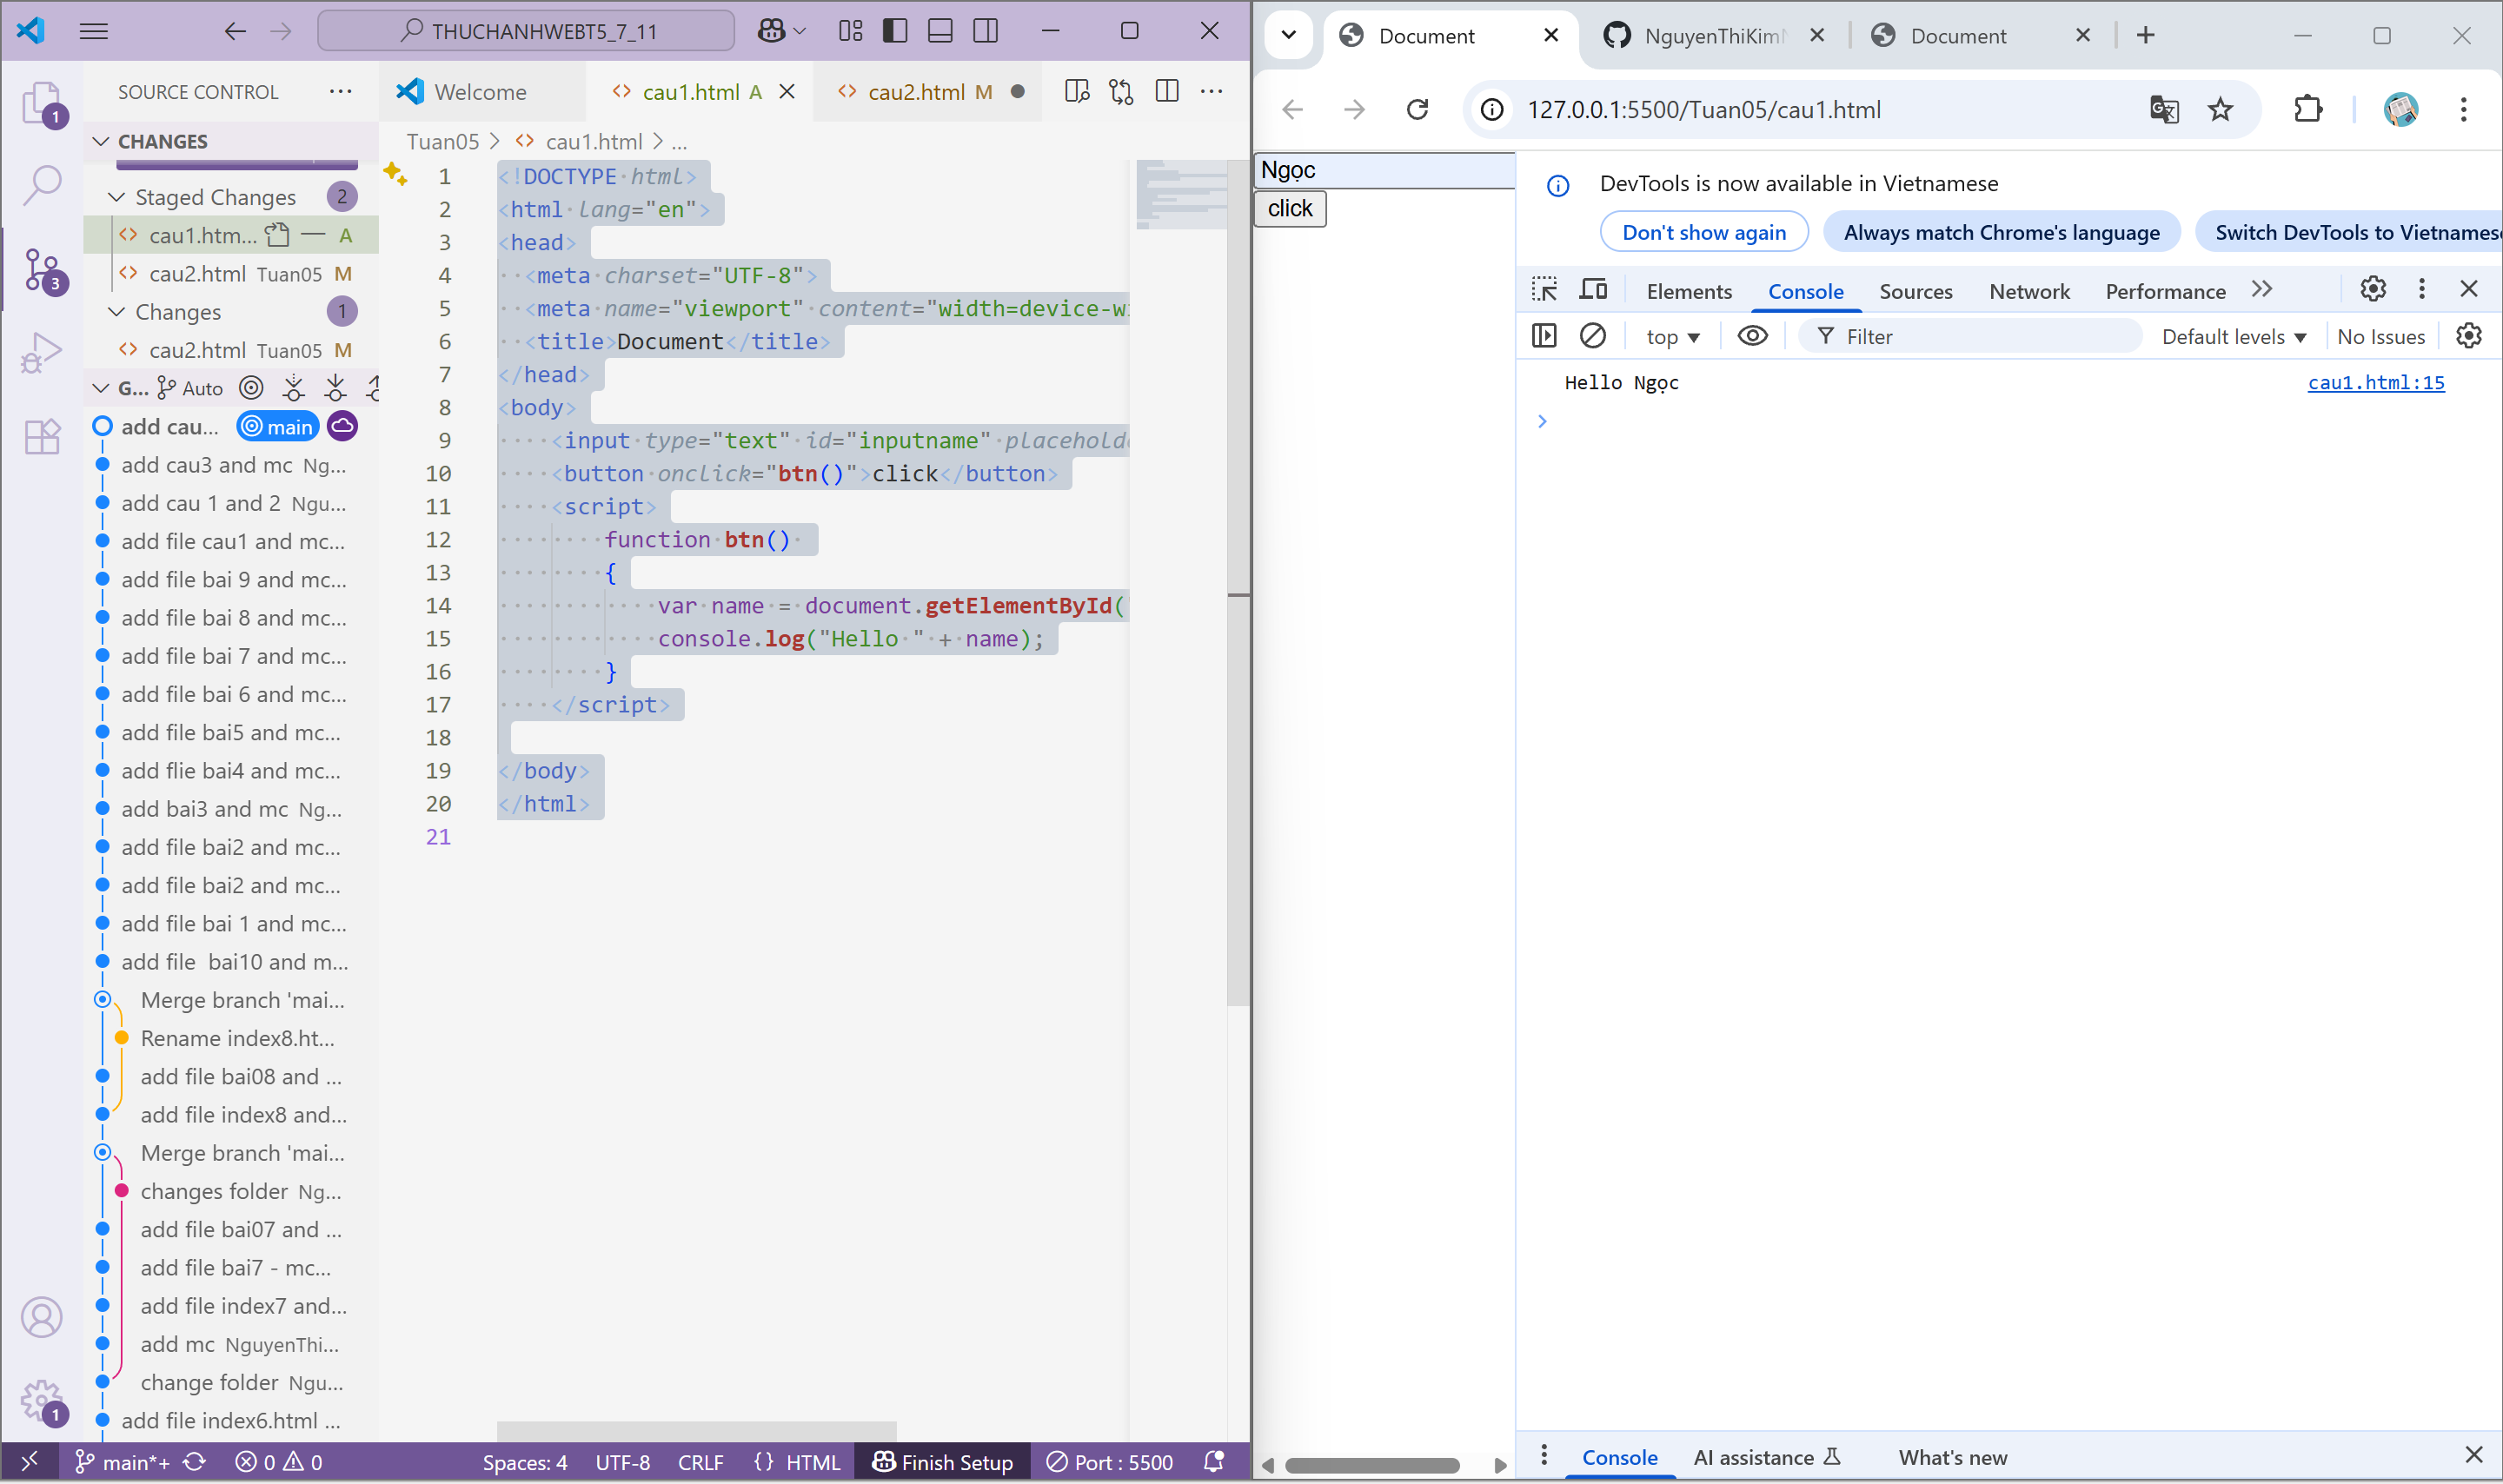 THUCHANHWEBT5_7_11
SOURCE CONTROL
CHANGES
Staged Changes 2
cau1.htm... A
cau2.html Tuan05 M
Changes 1
cau2.html Tuan05 M
G... Auto
add cau... main
add cau3 and mc Ng...
add cau 1 and 2 Ngu...
add file cau1 and mc...
add file bai 9 and mc...
add file bai 8 and mc...
add file bai 7 and mc...
add file bai 6 and mc...
add file bai5 and mc...
add flie bai4 and mc...
add bai3 and mc Ng...
add file bai2 and mc...
add file bai2 and mc...
add file bai 1 and mc...
add file  bai10 and m...
Merge branch 'mai...
Rename index8.ht...
add file bai08 and ...
add file index8 and...
Merge branch 'mai...
changes folder Ng...
add file bai07 and ...
add file bai7 - mc...
add file index7 and...
add mc NguyenThi...
change folder Ngu...
add file index6.html ...
1
3
1
Welcome
cau1.html A
cau2.html M
Tuan05 > cau1.html > ...
1 <!DOCTYPE html>
2 <html lang="en">
3 <head>
4 <meta charset="UTF-8">
5 <meta name="viewport" content="width=device-wi
6 <title>Document</title>
7 </head>
8 <body>
9 <input type="text" id="inputname" placeholde
10 <button onclick="btn()">click</button>
11 <script>
12 function btn()
13 {
14 var name = document.getElementById(
15 console.log("Hello " + name);
16 }
17 </script>
18
19 </body>
20 </html>
21
main*+ 0 0 Spaces: 4 UTF-8 CRLF {} HTML Finish Setup Port : 5500
Document
NguyenThiKimN
Document
127.0.0.1:5500/Tuan05/cau1.html
Ngọc
click
DevTools is now available in Vietnamese
Don't show again Always match Chrome's language Switch DevTools to Vietnamese
Elements Console Sources Network Performance
top Filter Default levels No Issues
Hello Ngọc cau1.html:15
Console AI assistance What's new